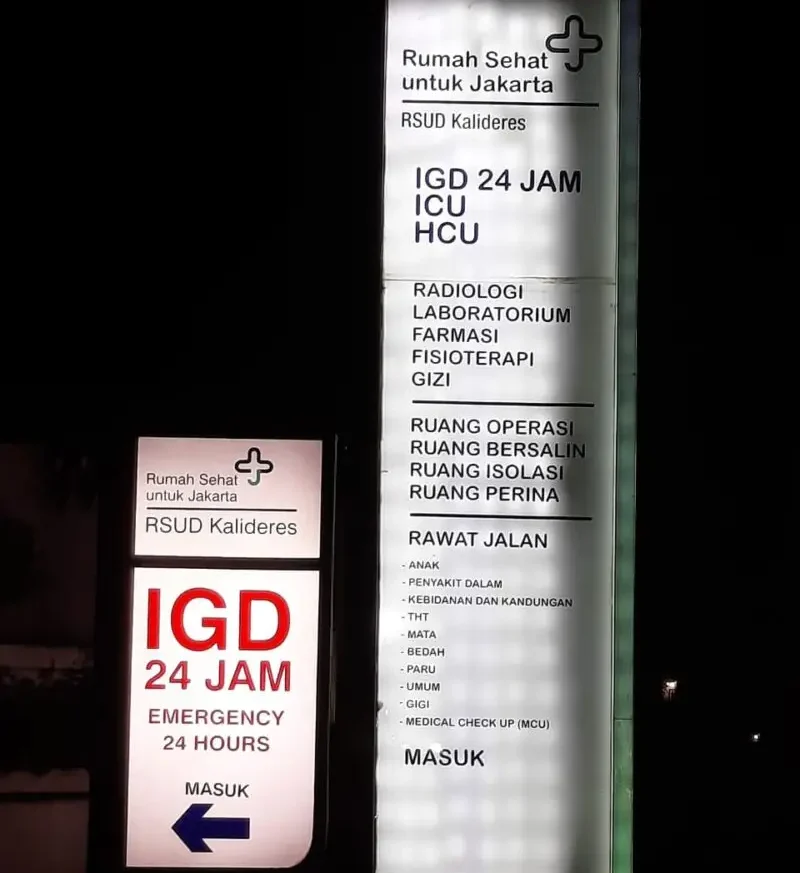 Rumah Sehat
untuk Jakarta
RSUD Kalideres
IGD 24 JAM
ICU
HCU
RADIOLOGI
LABORATORIUM
FARMASI
FISIOTERAPI
GIZI
RUANG OPERASI
RUANG BERSALIN
RUANG ISOLASI
RUANG PERINA
RAWAT JALAN
- ANAK
- PENYAKIT DALAM
- KEBIDANAN DAN KANDUNGAN
- THT
- MATA
- BEDAH
- PARU
- UMUM
- GIGI
- MEDICAL CHECK UP (MCU)
MASUK
Rumah Sehat
untuk Jakarta
RSUD Kalideres
IGD
24 JAM
EMERGENCY
24 HOURS
MASUK